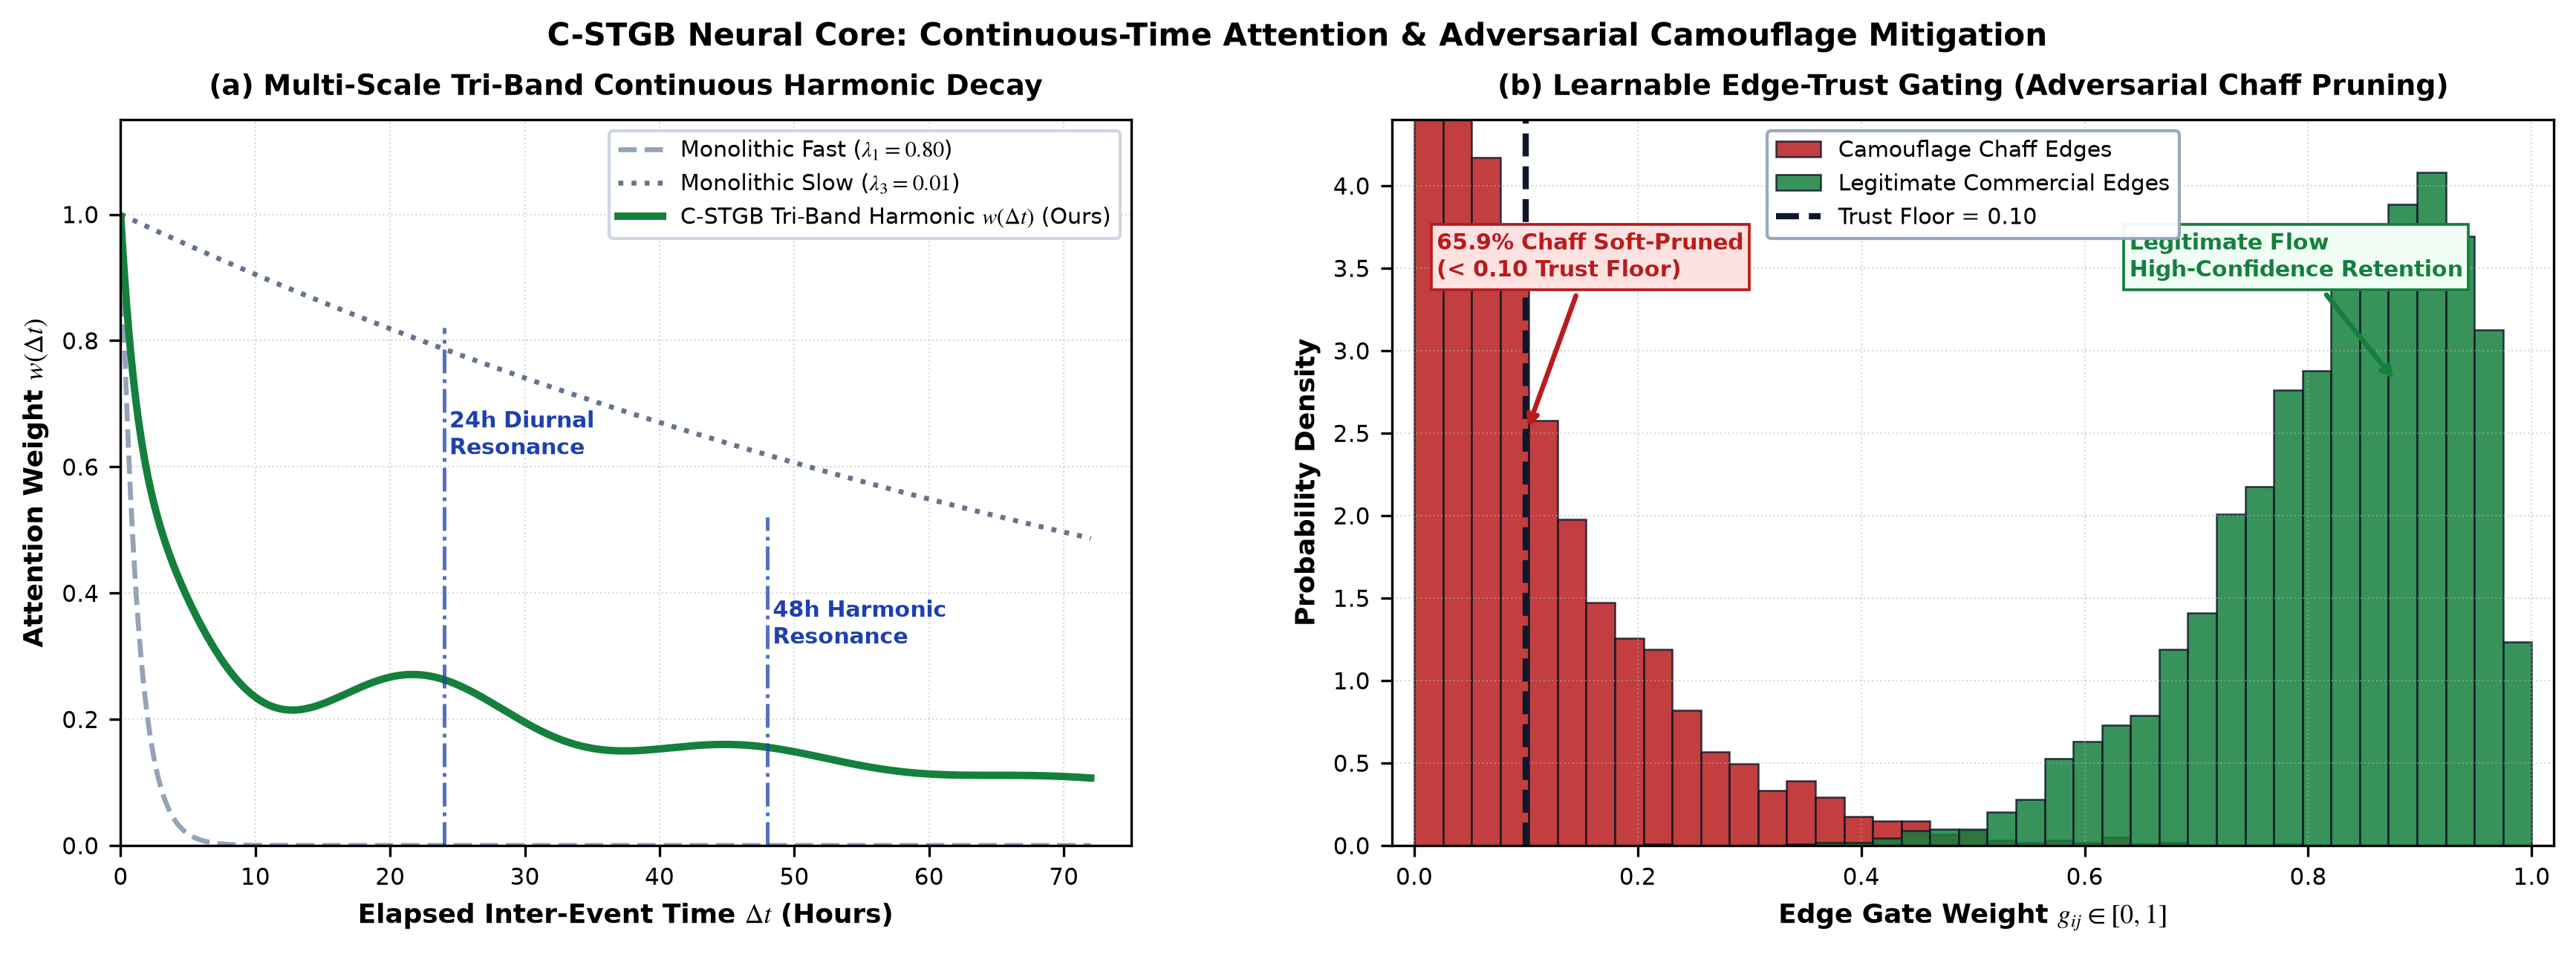 C-STGB Neural Core: Continuous-Time Attention & Adversarial Camouflage Mitigation
(a) Multi-Scale Tri-Band Continuous Harmonic Decay
Monolithic Fast (λ₁ = 0.80)
Monolithic Slow (λ₃ = 0.01)
C-STGB Tri-Band Harmonic w(Δt) (Ours)
24h Diurnal
Resonance
48h Harmonic
Resonance
Attention Weight w(Δt)
1.0
0.8
0.6
0.4
0.2
0.0
0 10 20 30 40 50 60 70
Elapsed Inter-Event Time Δt (Hours)
(b) Learnable Edge-Trust Gating (Adversarial Chaff Pruning)
Camouflage Chaff Edges
Legitimate Commercial Edges
Trust Floor = 0.10
65.9% Chaff Soft-Pruned
(< 0.10 Trust Floor)
Legitimate Flow
High-Confidence Retention
Probability Density
4.0
3.5
3.0
2.5
2.0
1.5
1.0
0.5
0.0
0.0 0.2 0.4 0.6 0.8 1.0
Edge Gate Weight gᵢⱼ ∈ [0, 1]